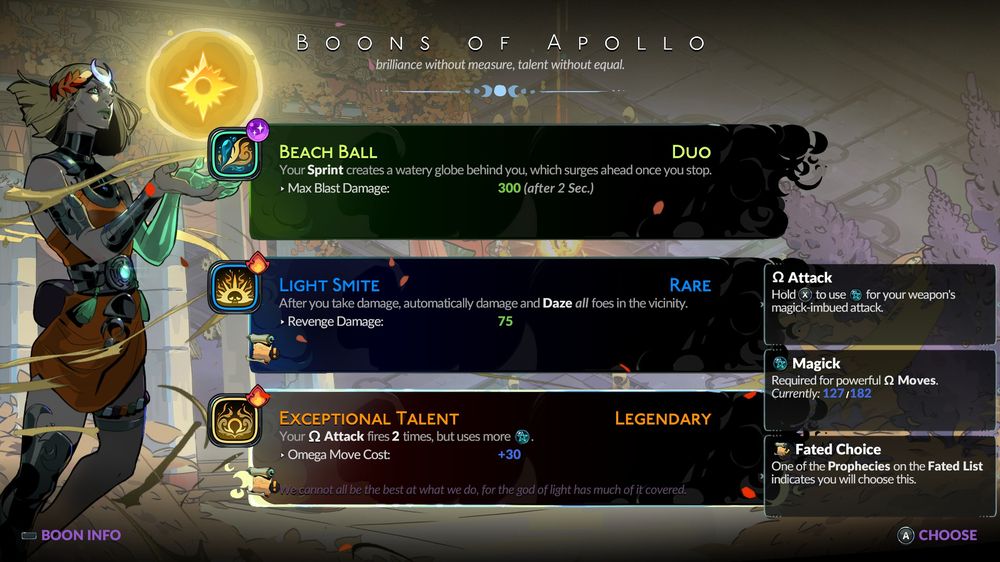 BOONS OF APOLLO
brilliance without measure, talent without equal.
BEACH BALL DUO
Your Sprint creates a watery globe behind you, which surges ahead once you stop.
▸ Max Blast Damage: 300 (after 2 Sec.)
LIGHT SMITE RARE
After you take damage, automatically damage and Daze all foes in the vicinity.
▸ Revenge Damage: 75
EXCEPTIONAL TALENT LEGENDARY
Your Ω Attack fires 2 times, but uses more .
▸ Omega Move Cost: +30
We cannot all be the best at what we do, for the god of light has much of it covered.
Ω Attack
Hold X to use for your weapon's
magick-imbued attack.
Magick
Required for powerful Ω Moves.
Currently: 127/182
Fated Choice
One of the Prophecies on the Fated List
indicates you will choose this.
BOON INFO
A CHOOSE